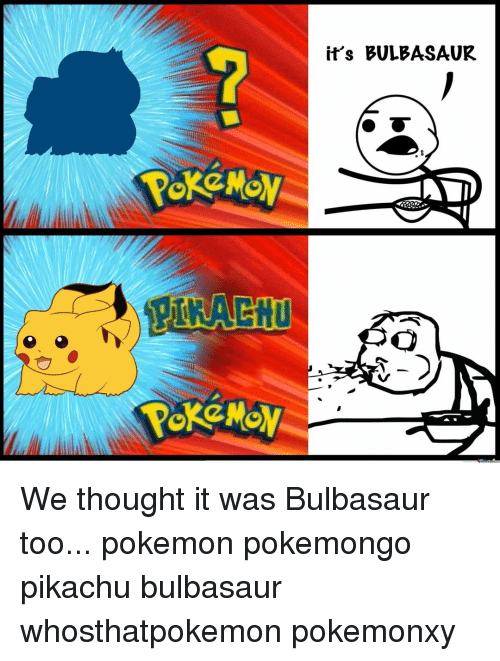 it's BULBASAUR
?
POKéMON
PIKACHU
POKéMON
We thought it was Bulbasaur
too... pokemon pokemongo
pikachu bulbasaur
whosthatpokemon pokemonxy